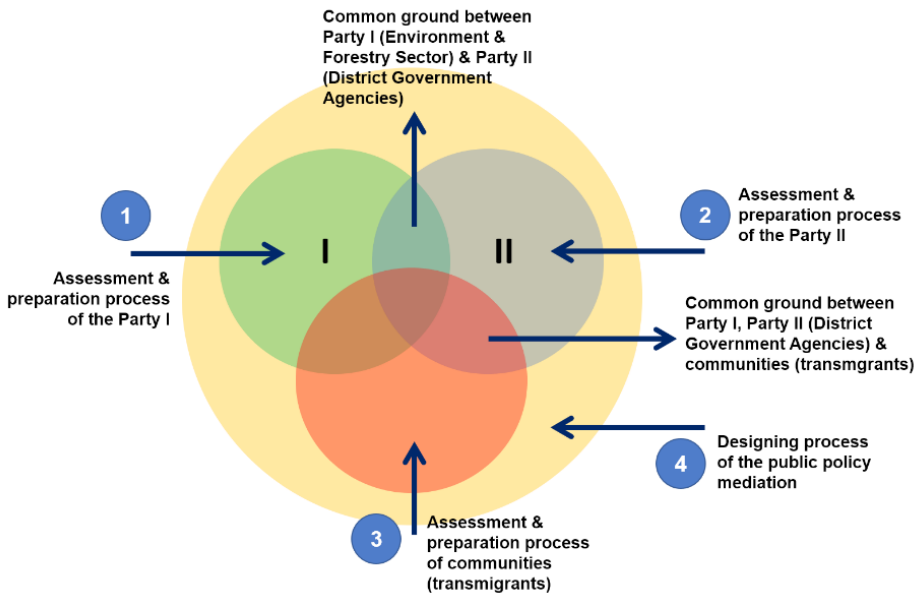 Common ground between
Party I (Environment &
Forestry Sector) & Party II
(District Government
Agencies)
1
Assessment &
preparation process
of the Party I
I
II
2
Assessment &
preparation process
of the Party II
Common ground between
Party I, Party II (District
Government Agencies) &
communities (transmgrants)
4
Designing process
of the public policy
mediation
3
Assessment &
preparation process
of communities
(transmigrants)